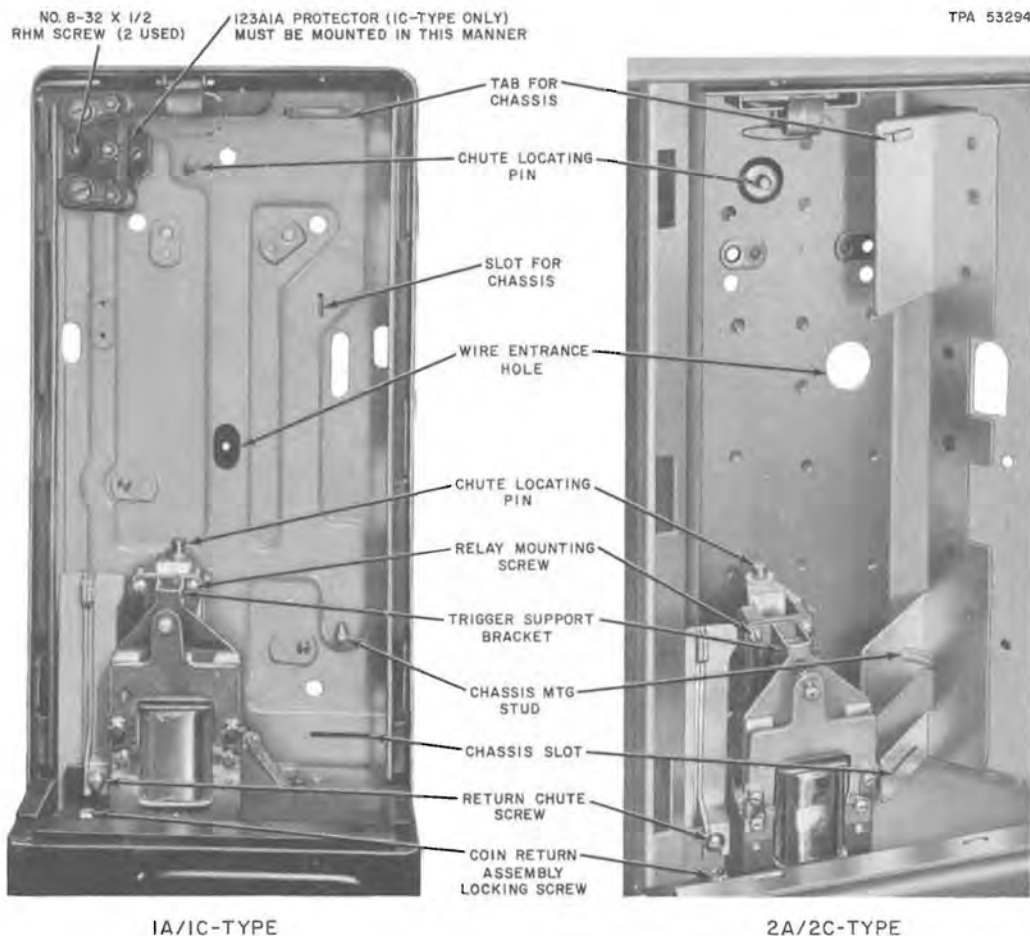 NO. 8-32 X 1/2
RHM SCREW (2 USED)
123A1A PROTECTOR (1C-TYPE ONLY)
MUST BE MOUNTED IN THIS MANNER
TPA 53294
TAB FOR
CHASSIS
CHUTE LOCATING
PIN
SLOT FOR
CHASSIS
WIRE ENTRANCE
HOLE
CHUTE LOCATING
PIN
RELAY MOUNTING
SCREW
TRIGGER SUPPORT
BRACKET
CHASSIS MTG
STUD
CHASSIS SLOT
RETURN CHUTE
SCREW
COIN RETURN
ASSEMBLY
LOCKING SCREW
1A/1C-TYPE
2A/2C-TYPE